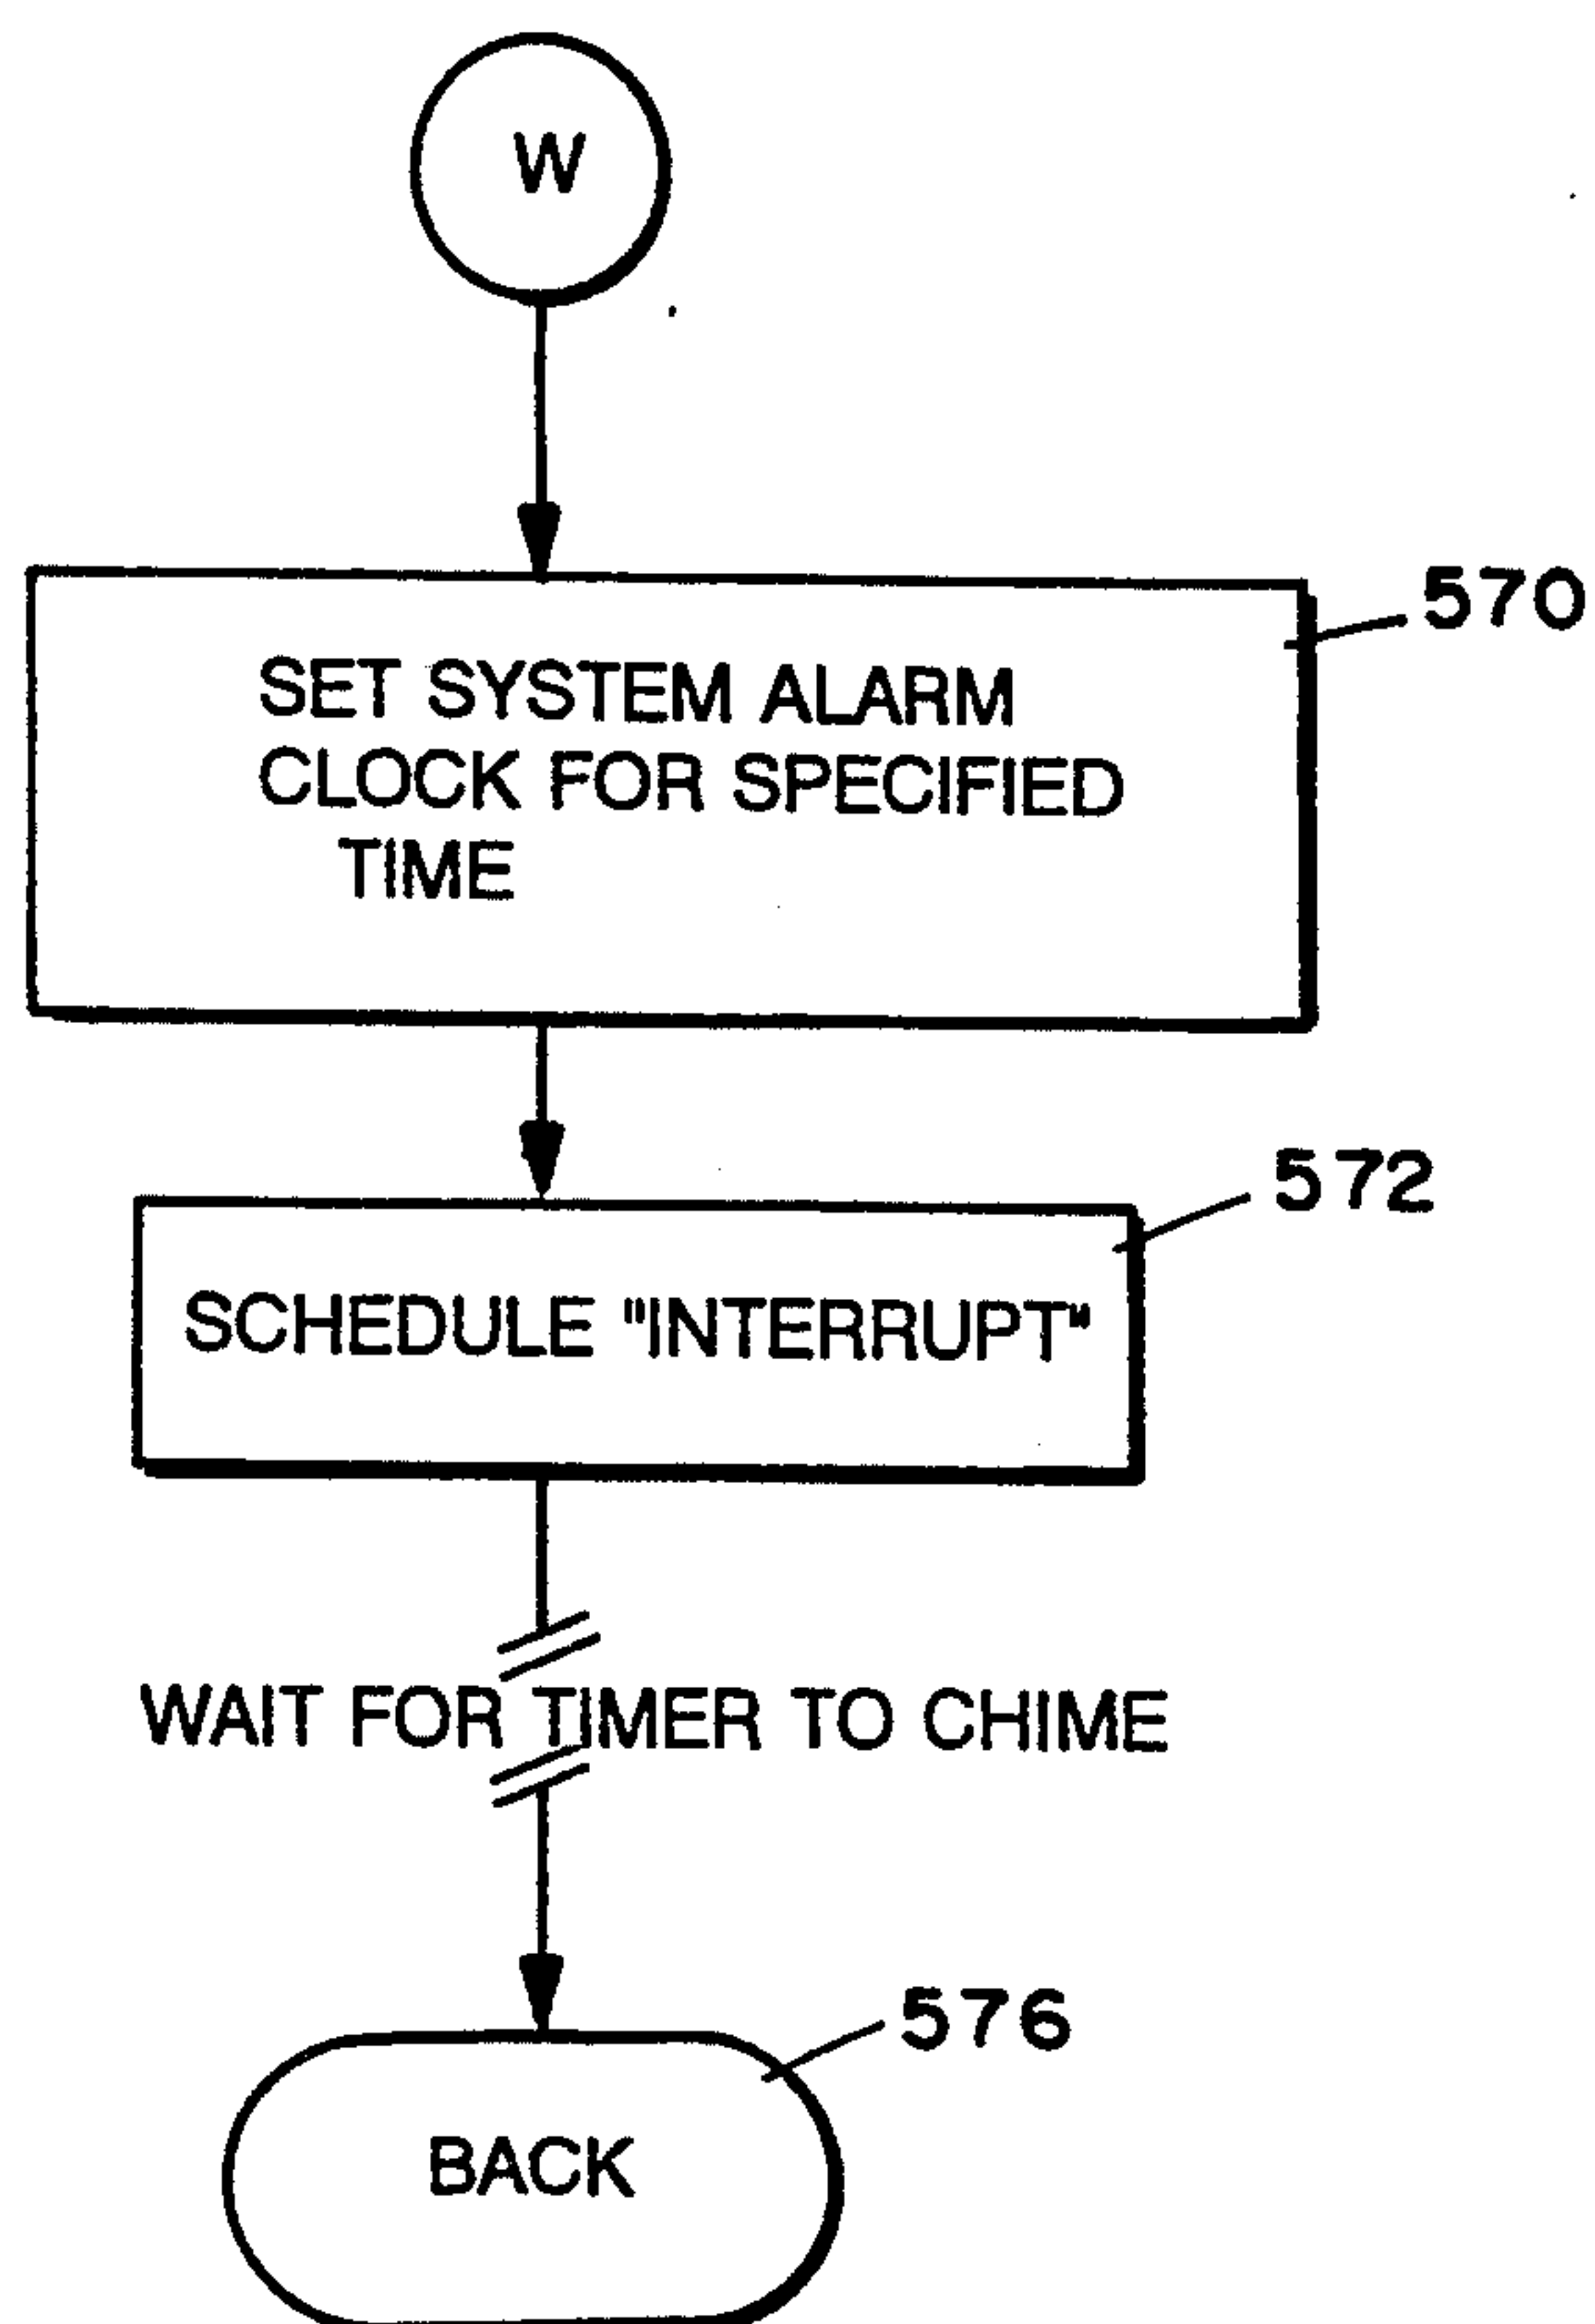 W
570
SET SYSTEM ALARM
CLOCK FOR SPECIFIED
TIME
572
SCHEDULE "INTERRUPT"
WAIT FOR TIMER TO CHIME
576
BACK